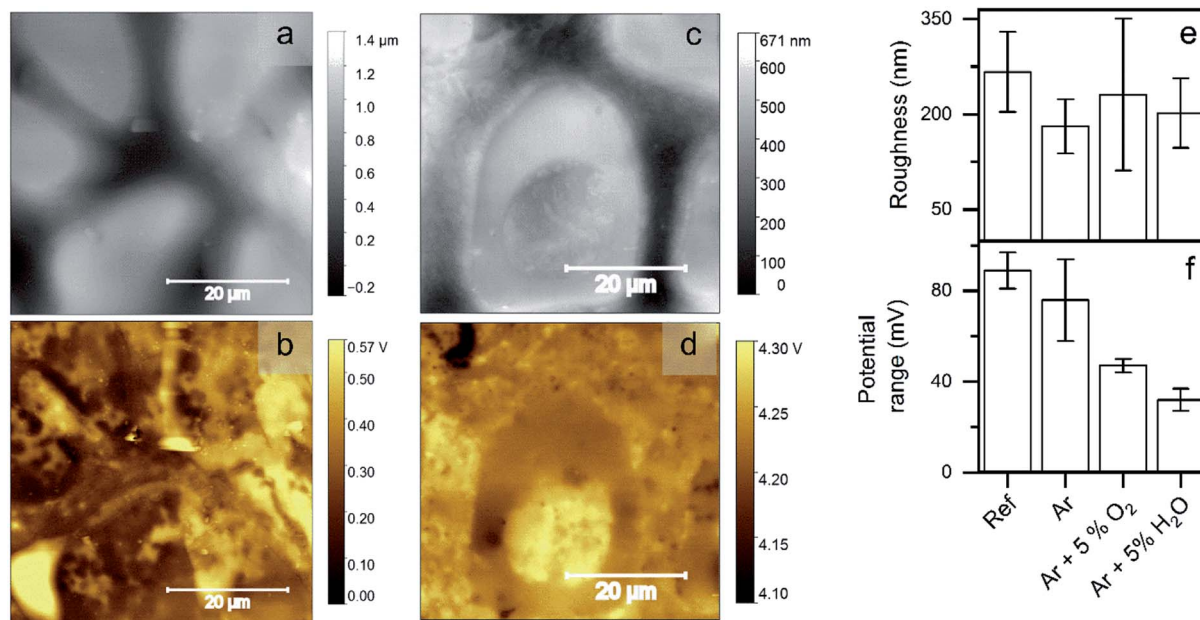 a
1.4 µm
1.2
1.0
0.8
0.6
0.4
0.2
−0.2
20 µm
b
0.57 V
0.50
0.40
0.30
0.20
0.10
0.00
20 µm
c
671 nm
600
500
400
300
200
100
0
20 µm
d
4.30 V
4.25
4.20
4.15
4.10
20 µm
e
Roughness (nm)
350
200
50
f
Potential
range (mV)
80
40
0
Ref
Ar
Ar + 5 % O₂
Ar + 5% H₂O